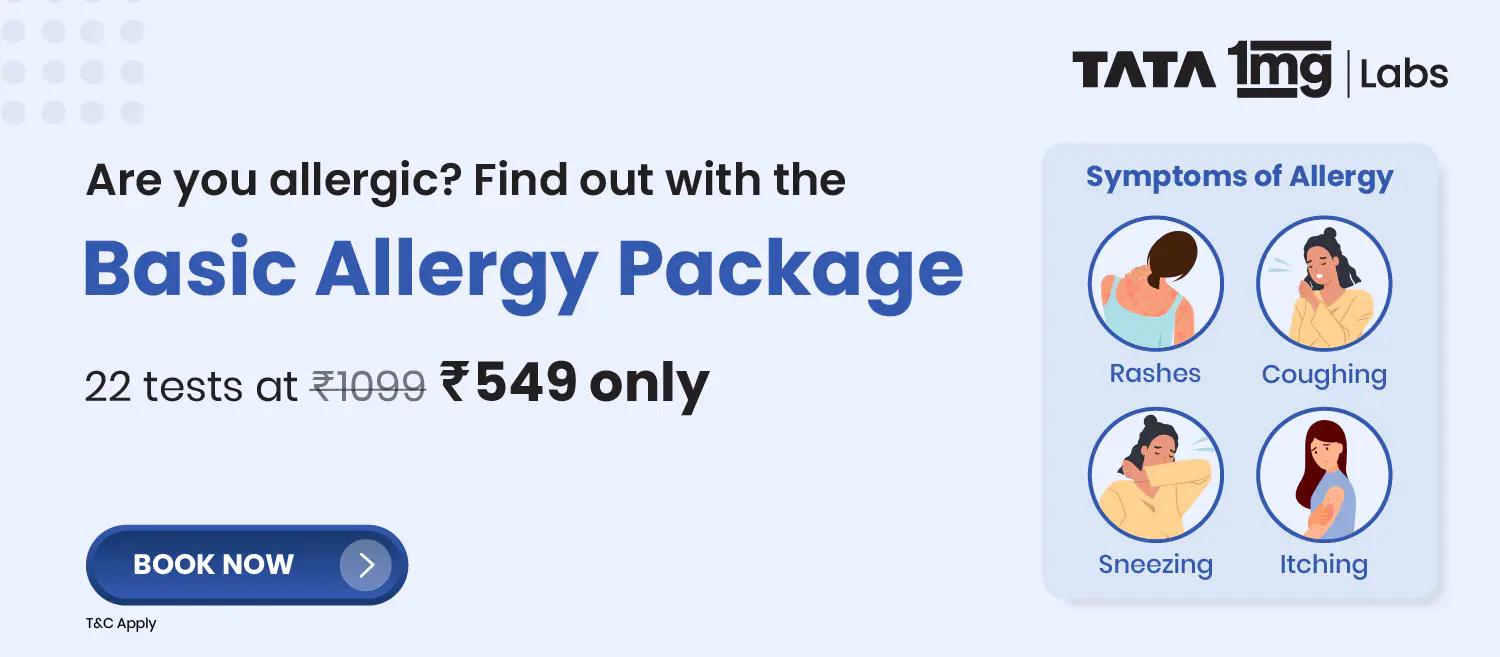 TATA 1mg | Labs
Are you allergic? Find out with the
Basic Allergy Package
22 tests at ₹1099 ₹549 only
BOOK NOW
T&C Apply
Symptoms of Allergy
Rashes
Coughing
Sneezing
Itching